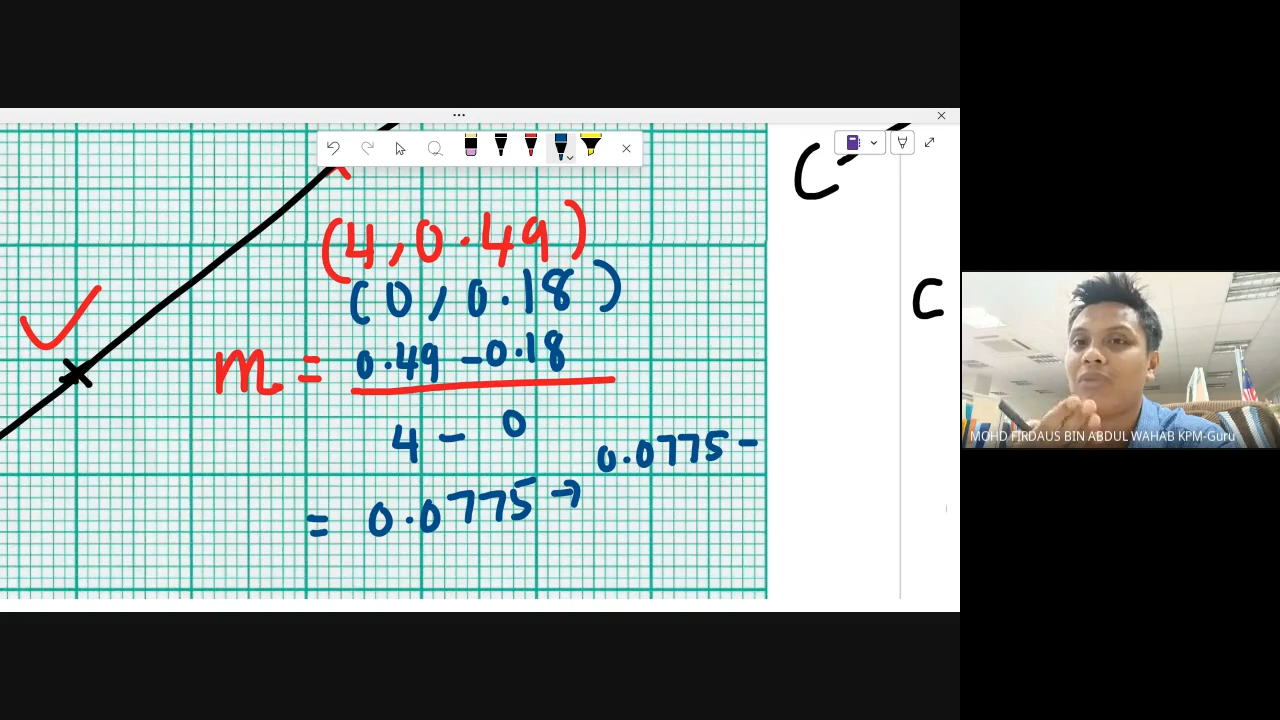 C
(4, 0.49)
(0, 0.18)
m = 0.49 - 0.18
4 - 0
0.0775 -
= 0.0775 →
C
MOHD FIRDAUS BIN ABDUL WAHAB KPM-Guru